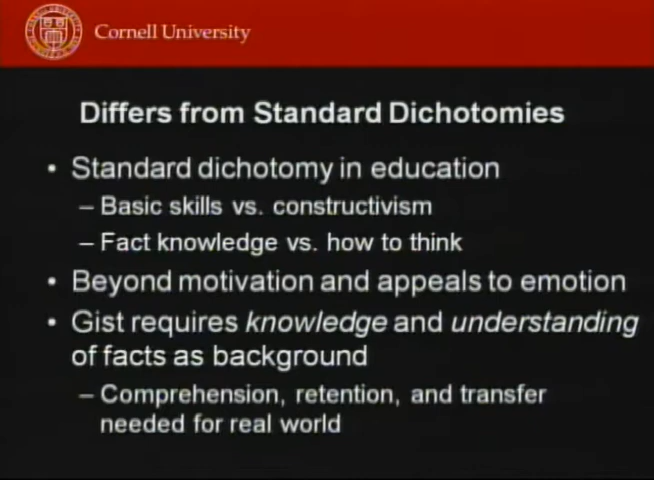 Cornell University
Differs from Standard Dichotomies
• Standard dichotomy in education
– Basic skills vs. constructivism
– Fact knowledge vs. how to think
• Beyond motivation and appeals to emotion
• Gist requires knowledge and understanding
of facts as background
– Comprehension, retention, and transfer
needed for real world